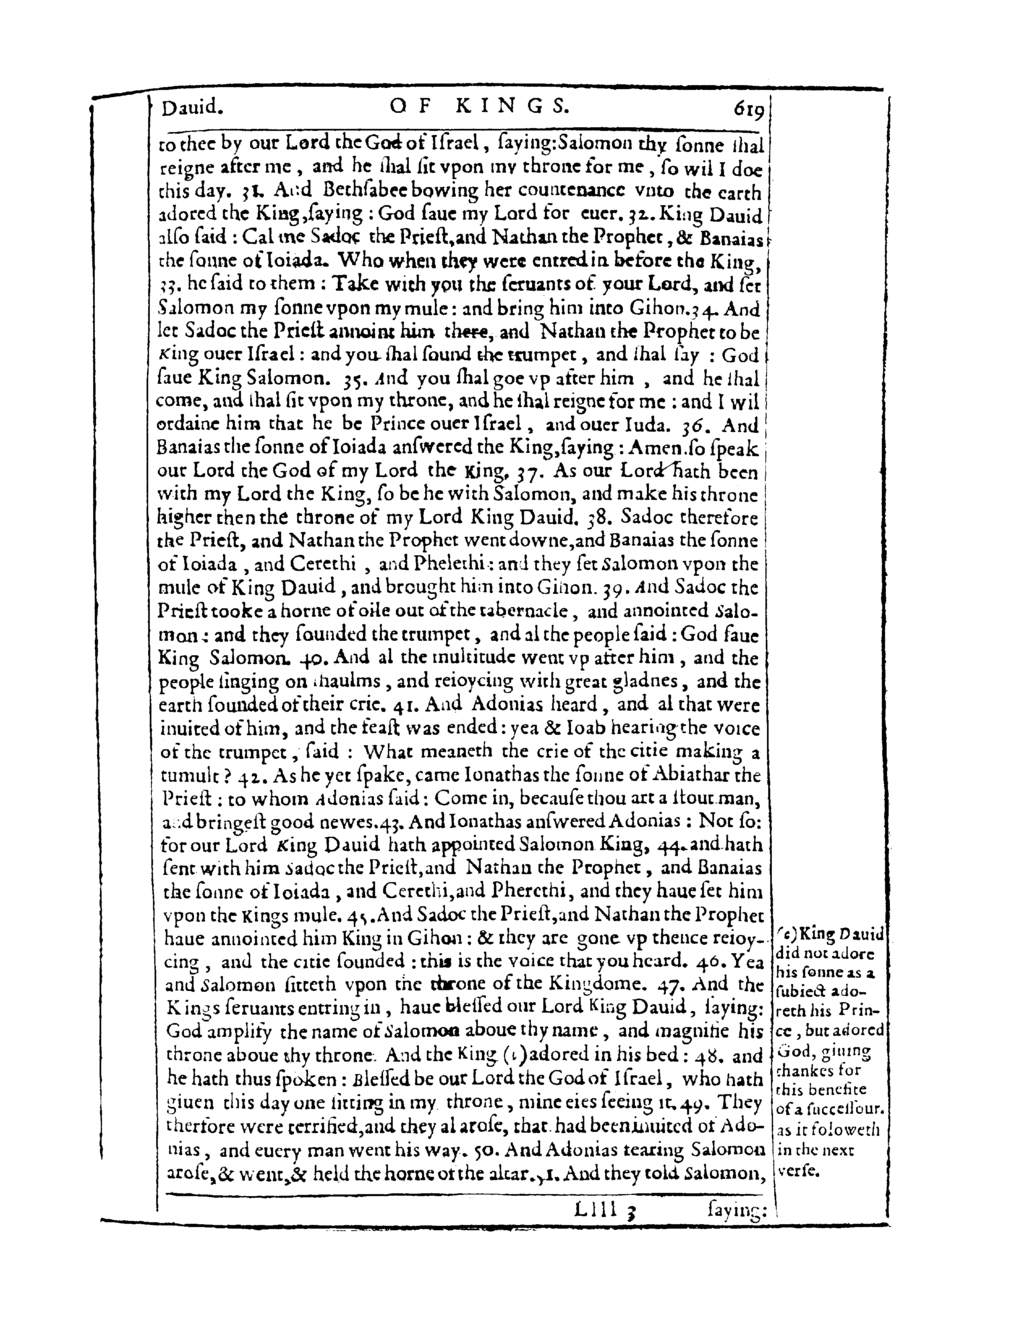 Dauid. OF KINGS. 619
to thee by our Lord the God of Iſrael, ſaying: Salomon thy ſonne ſhal
reigne after me, and he ſhal ſit vpon my throne for me, ſo wil I doe
this day. 31. And Bethſabee bowing her countenance vnto the earth
adored the King, ſaying: God ſaue my Lord for euer. 32. King Dauid
alſo ſaid: Cal me Sadoc the Prieſt, and Nathan the Prophet, & Banaias
the ſonne of Ioiada. Who when they were entred in before the King,
33. he ſaid to them: Take with you the ſeruants of your Lord, and ſet
Salomon my ſonne vpon my mule: and bring him into Gihon. 34. And
let Sadoc the Prieſt annoint him there, and Nathan the Prophet to be
King ouer Iſrael: and you ſhal ſound the trumpet, and ſhal ſay: God
ſaue King Salomon. 35. And you ſhal goe vp after him, and he ſhal
come, and ſhal ſit vpon my throne, and he ſhal reigne for me: and I wil
ordaine him that he be Prince ouer Iſrael, and ouer Iuda. 36. And
Banaias the ſonne of Ioiada anſwered the King, ſaying: Amen. ſo ſpeak
our Lord the God of my Lord the King, 37. As our Lord hath been
with my Lord the King, ſo be he with Salomon, and make his throne
higher then the throne of my Lord King Dauid. 38. Sadoc therefore
the Prieſt, and Nathan the Prophet went downe, and Banaias the ſonne
of Ioiada, and Cerethi, and Phelethi: and they ſet Salomon vpon the
mule of King Dauid, and brought him into Gihon. 39. And Sadoc the
Prieſt tooke a horne of oile out of the tabernacle, and annointed Salo-
mon: and they ſounded the trumpet, and al the people ſaid: God ſaue
King Salomon. 40. And al the multitude went vp after him, and the
people ſinging on ſhaulms, and reioycing with great gladnes, and the
earth ſounded of their crie. 41. And Adonias heard, and al that were
inuited of him, and the feaſt was ended: yea & Ioab hearing the voice
of the trumpet, ſaid: What meaneth the crie of the citie making a
tumult? 42. As he yet ſpake, came Ionathas the ſonne of Abiathar the
Prieſt: to whom Adonias ſaid: Come in, becauſe thou art a ſtout man,
and bringeſt good newes. 43. And Ionathas anſwered Adonias: Not ſo:
for our Lord King Dauid hath appointed Salomon King, 44. and hath
ſent with him Sadoc the Prieſt, and Nathan the Prophet, and Banaias
the ſonne of Ioiada, and Cerethi, and Pherethi, and they haue ſet him
vpon the Kings mule. 45. And Sadoc the Prieſt, and Nathan the Prophet
haue annointed him King in Gihon: & they are gone vp thence reioy-
cing, and the citie ſounded: this is the voice that you heard. 46. Yea
and Salomon ſitteth vpon the throne of the Kingdome. 47. And the
Kings ſeruants entring in, haue bleſſed our Lord King Dauid, ſaying:
God amplify the name of Salomon aboue thy name, and magnifie his
throne aboue thy throne. And the King (c) adored in his bed: 48. and
he hath thus ſpoken: Bleſſed be our Lord the God of Iſrael, who hath
giuen this day one ſitting in my throne, mine eies ſeeing it. 49. They
therfore were terrified, and they al aroſe, that had been inuited of Ado-
nias, and euery man went his way. 50. And Adonias fearing Salomon
aroſe, & went, & held the horne of the altar. 51. And they told Salomon,
Llll 3 ſaying:
(c) King Dauid
did not adore
his ſonne as a
ſubiect ado-
reth his Prin-
ce, but adored
God, giuing
thankes for
this benefite
of a ſucceſſour.
as it foloweth
in the next
verſe.